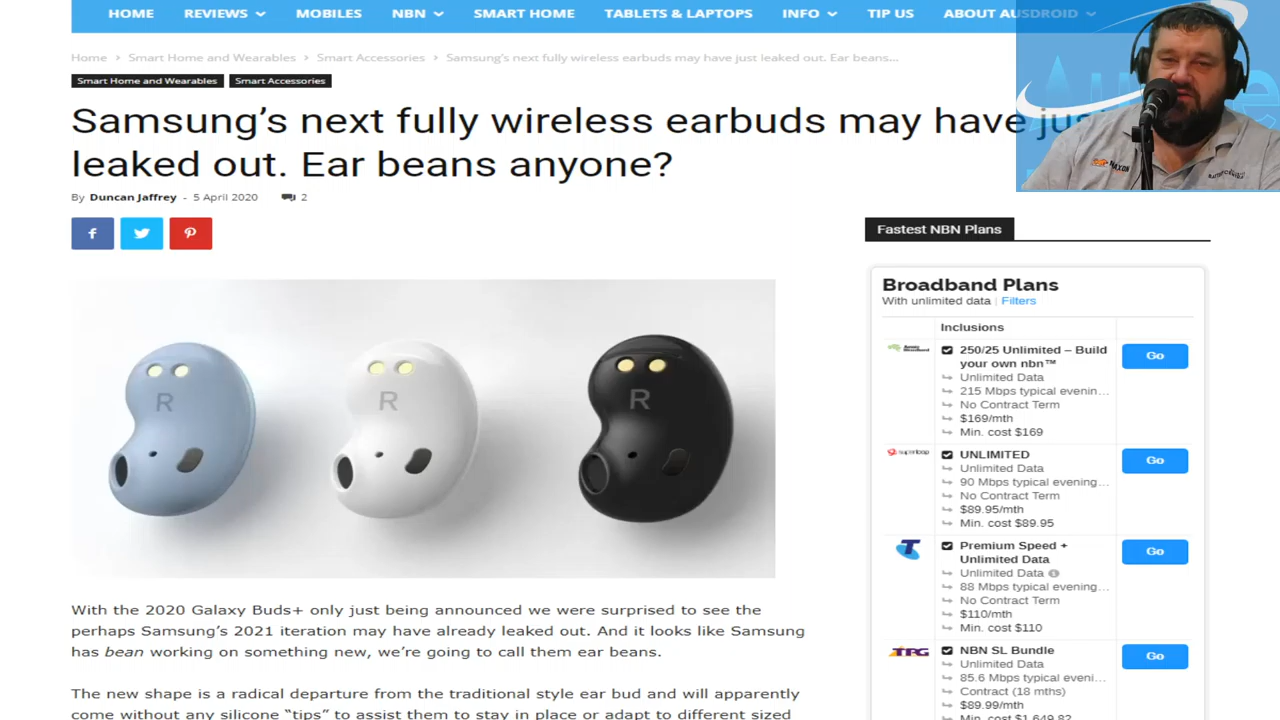 HOME REVIEWS MOBILES NBN SMART HOME TABLETS & LAPTOPS INFO TIP US ABOUT AUSDROID
Home > Smart Home and Wearables > Smart Accessories > Samsung's next fully wireless earbuds may have just leaked out. Ear beans...
Smart Home and Wearables Smart Accessories
Samsung's next fully wireless earbuds may have
leaked out. Ear beans anyone?
By Duncan Jaffrey - 5 April 2020 2
R
R
R
With the 2020 Galaxy Buds+ only just being announced we were surprised to see the
perhaps Samsung's 2021 iteration may have already leaked out. And it looks like Samsung
has bean working on something new, we're going to call them ear beans.
The new shape is a radical departure from the traditional style ear bud and will apparently
come without any silicone “tips” to assist them to stay in place or adapt to different sized
Fastest NBN Plans
Broadband Plans
With unlimited data | Filters
Inclusions
250/25 Unlimited – Build
your own nbn™
Go
Unlimited Data
215 Mbps typical evenin...
No Contract Term
$169/mth
Min. cost $169
superloop
UNLIMITED
Go
Unlimited Data
90 Mbps typical evening...
No Contract Term
$89.95/mth
Min. cost $89.95
Premium Speed +
Unlimited Data
Go
Unlimited Data
88 Mbps typical evening...
No Contract Term
$110/mth
Min. cost $110
TPG
NBN SL Bundle
Go
Unlimited Data
85.6 Mbps typical eveni...
Contract (18 mths)
$89.99/mth
Min. cost $1,649.82